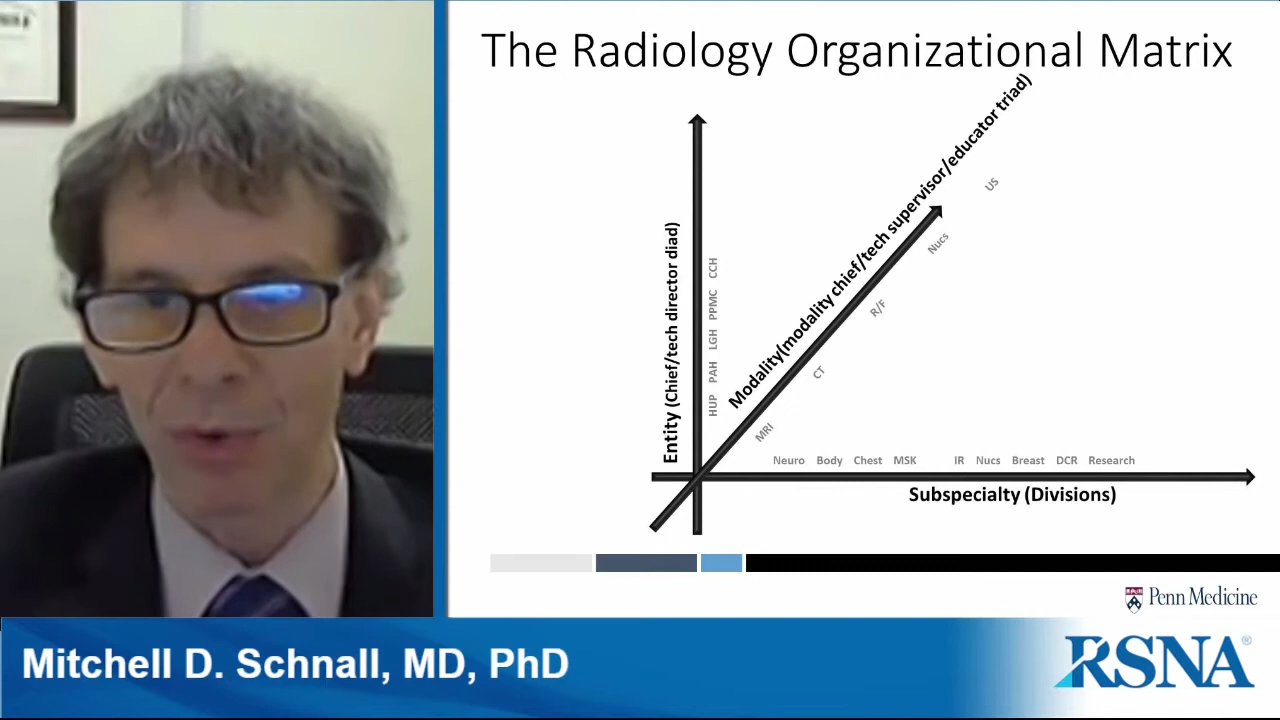 The Radiology Organizational Matrix
Entity (Chief/tech director diad)
HUP PAH LGH PPMC CCH
Modality(modality chief/tech supervisor/educator triad)
MRI CT R/F Nucs US
Neuro Body Chest MSK IR Nucs Breast DCR Research
Subspecialty (Divisions)
Penn Medicine
Mitchell D. Schnall, MD, PhD
RSNA®